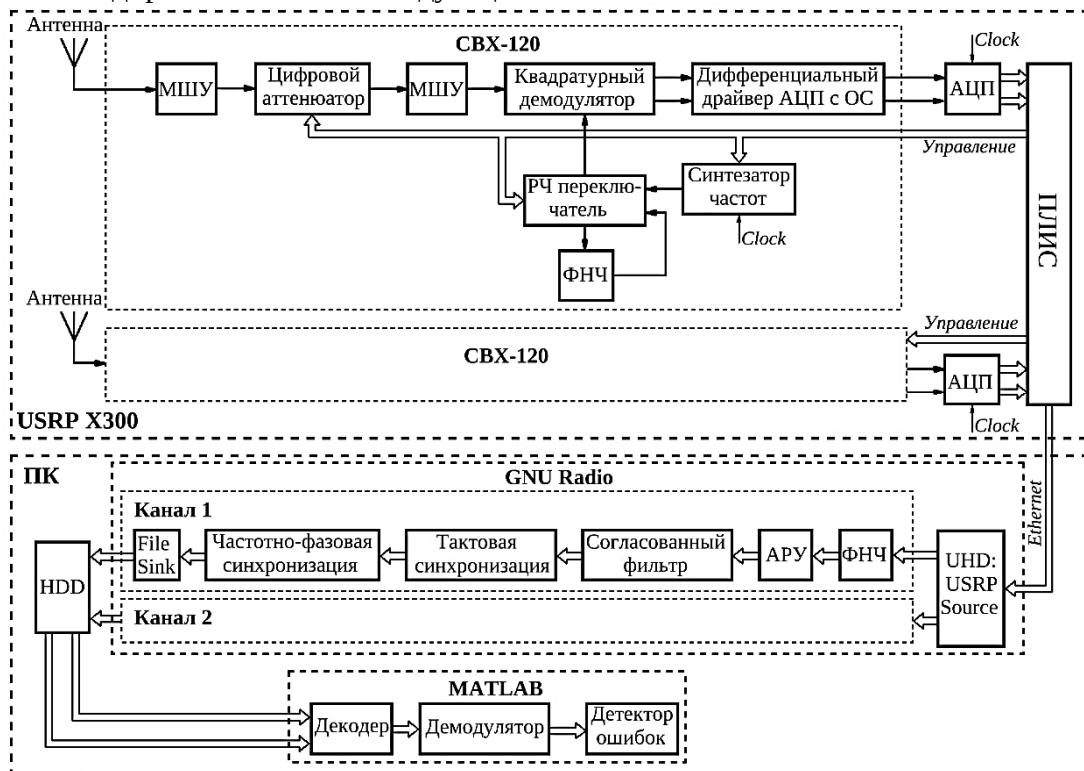 Антенна
CBX-120
Clock
МШУ
Цифровой
аттенюатор
МШУ
Квадратурный
демодулятор
Дифференциальный
драйвер АЦП с ОС
АЦП
Управление
РЧ переклю-
чатель
Синтезатор
частот
Clock
ФНЧ
ПЛИС
Антенна
CBX-120
Управление
АЦП
Clock
USRP X300
Ethernet
ПК
GNU Radio
Канал 1
File
Sink
Частотно-фазовая
синхронизация
Тактовая
синхронизация
Согласованный
фильтр
АРУ
ФНЧ
UHD:
USRP
Source
HDD
Канал 2
MATLAB
Декодер
Демодулятор
Детектор
ошибок